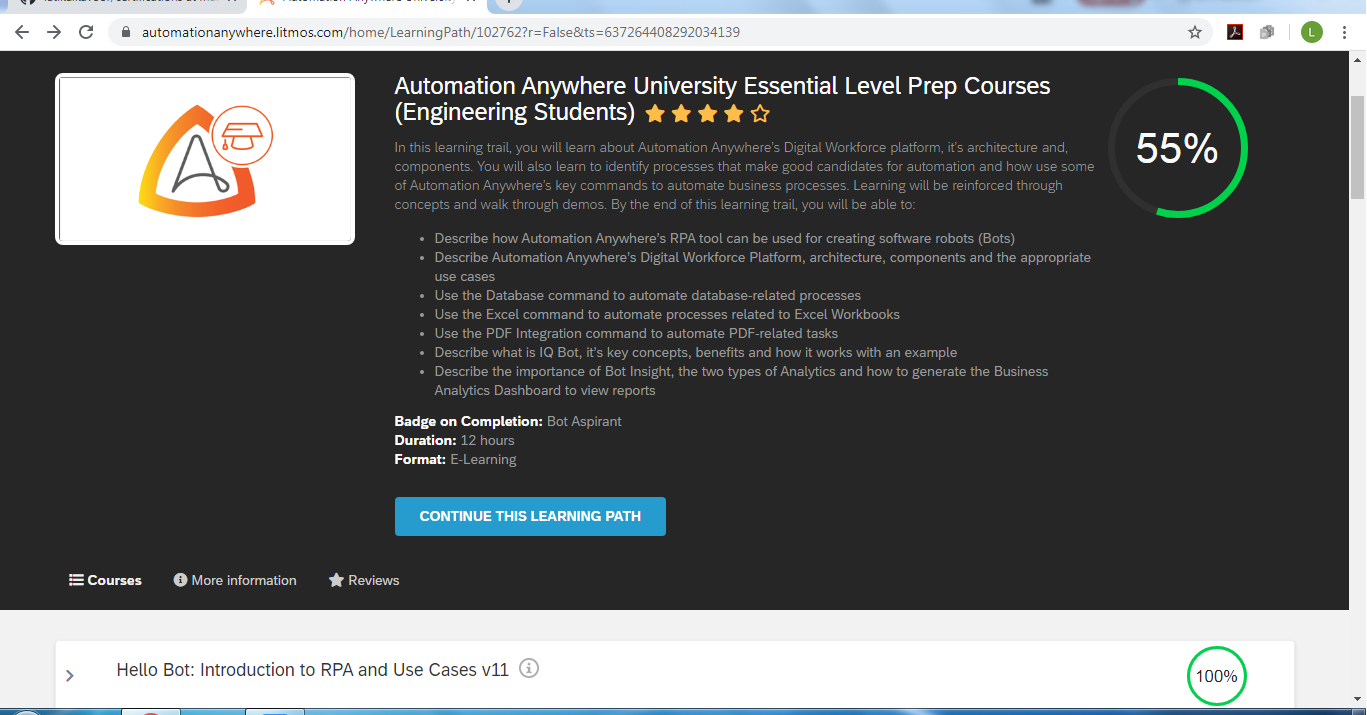 automationanywhere.litmos.com/home/LearningPath/102762?r=False&ts=637264408292034139
L
Automation Anywhere University Essential Level Prep Courses
(Engineering Students)
55%
In this learning trail, you will learn about Automation Anywhere's Digital Workforce platform, it's architecture and,
components. You will also learn to identify processes that make good candidates for automation and how use some
of Automation Anywhere's key commands to automate business processes. Learning will be reinforced through
concepts and walk through demos. By the end of this learning trail, you will be able to:
• Describe how Automation Anywhere's RPA tool can be used for creating software robots (Bots)
• Describe Automation Anywhere's Digital Workforce Platform, architecture, components and the appropriate
use cases
• Use the Database command to automate database-related processes
• Use the Excel command to automate processes related to Excel Workbooks
• Use the PDF Integration command to automate PDF-related tasks
• Describe what is IQ Bot, it's key concepts, benefits and how it works with an example
• Describe the importance of Bot Insight, the two types of Analytics and how to generate the Business
Analytics Dashboard to view reports
Badge on Completion: Bot Aspirant
Duration: 12 hours
Format: E-Learning
CONTINUE THIS LEARNING PATH
Courses More information Reviews
Hello Bot: Introduction to RPA and Use Cases v11
100%